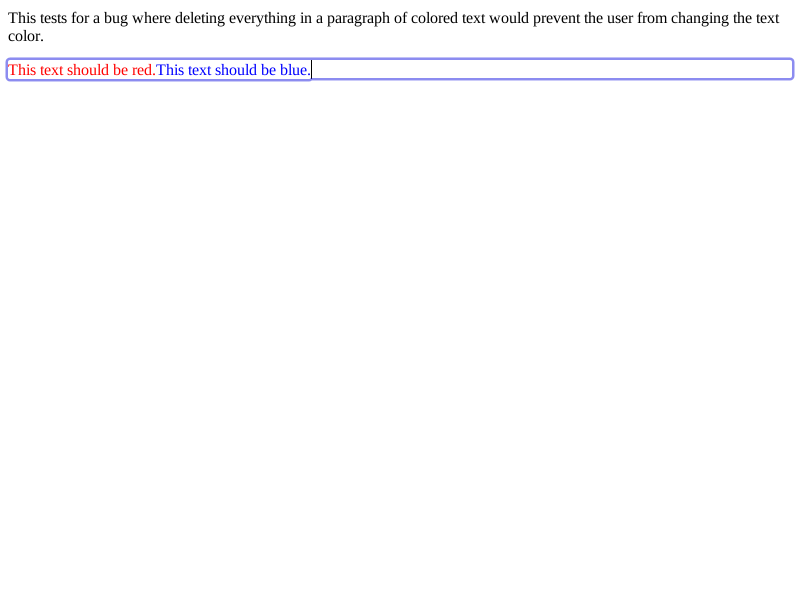 This tests for a bug where deleting everything in a paragraph of colored text would prevent the user from changing the text
color.
This text should be red.This text should be blue.